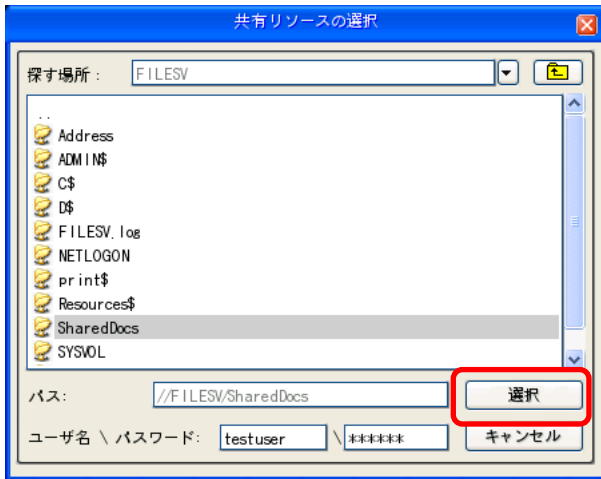 共有リソースの選択
探す場所: FILESV
..
Address
ADMIN$
C$
D$
FILESV.log
NETLOGON
print$
Resources$
SharedDocs
SYSVOL
パス: //FILESV/SharedDocs 選択
ユーザ名 \ パスワード: testuser \ ****** キャンセル